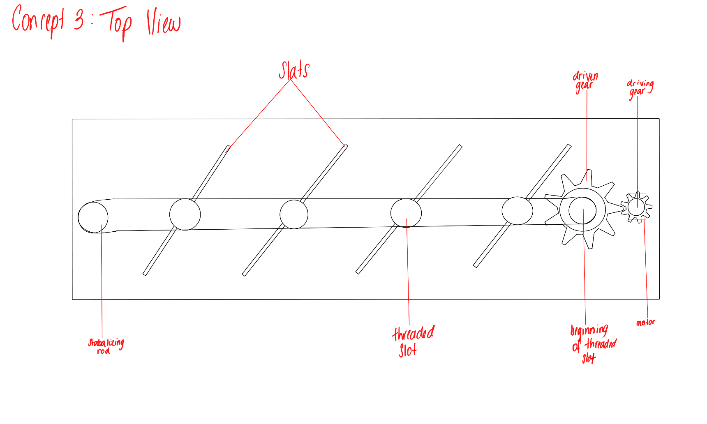 Concept 3: Top View
slats
driven
gear
driving
gear
stabalizing
rod
threaded
slot
beginning
of threaded
slot
motor